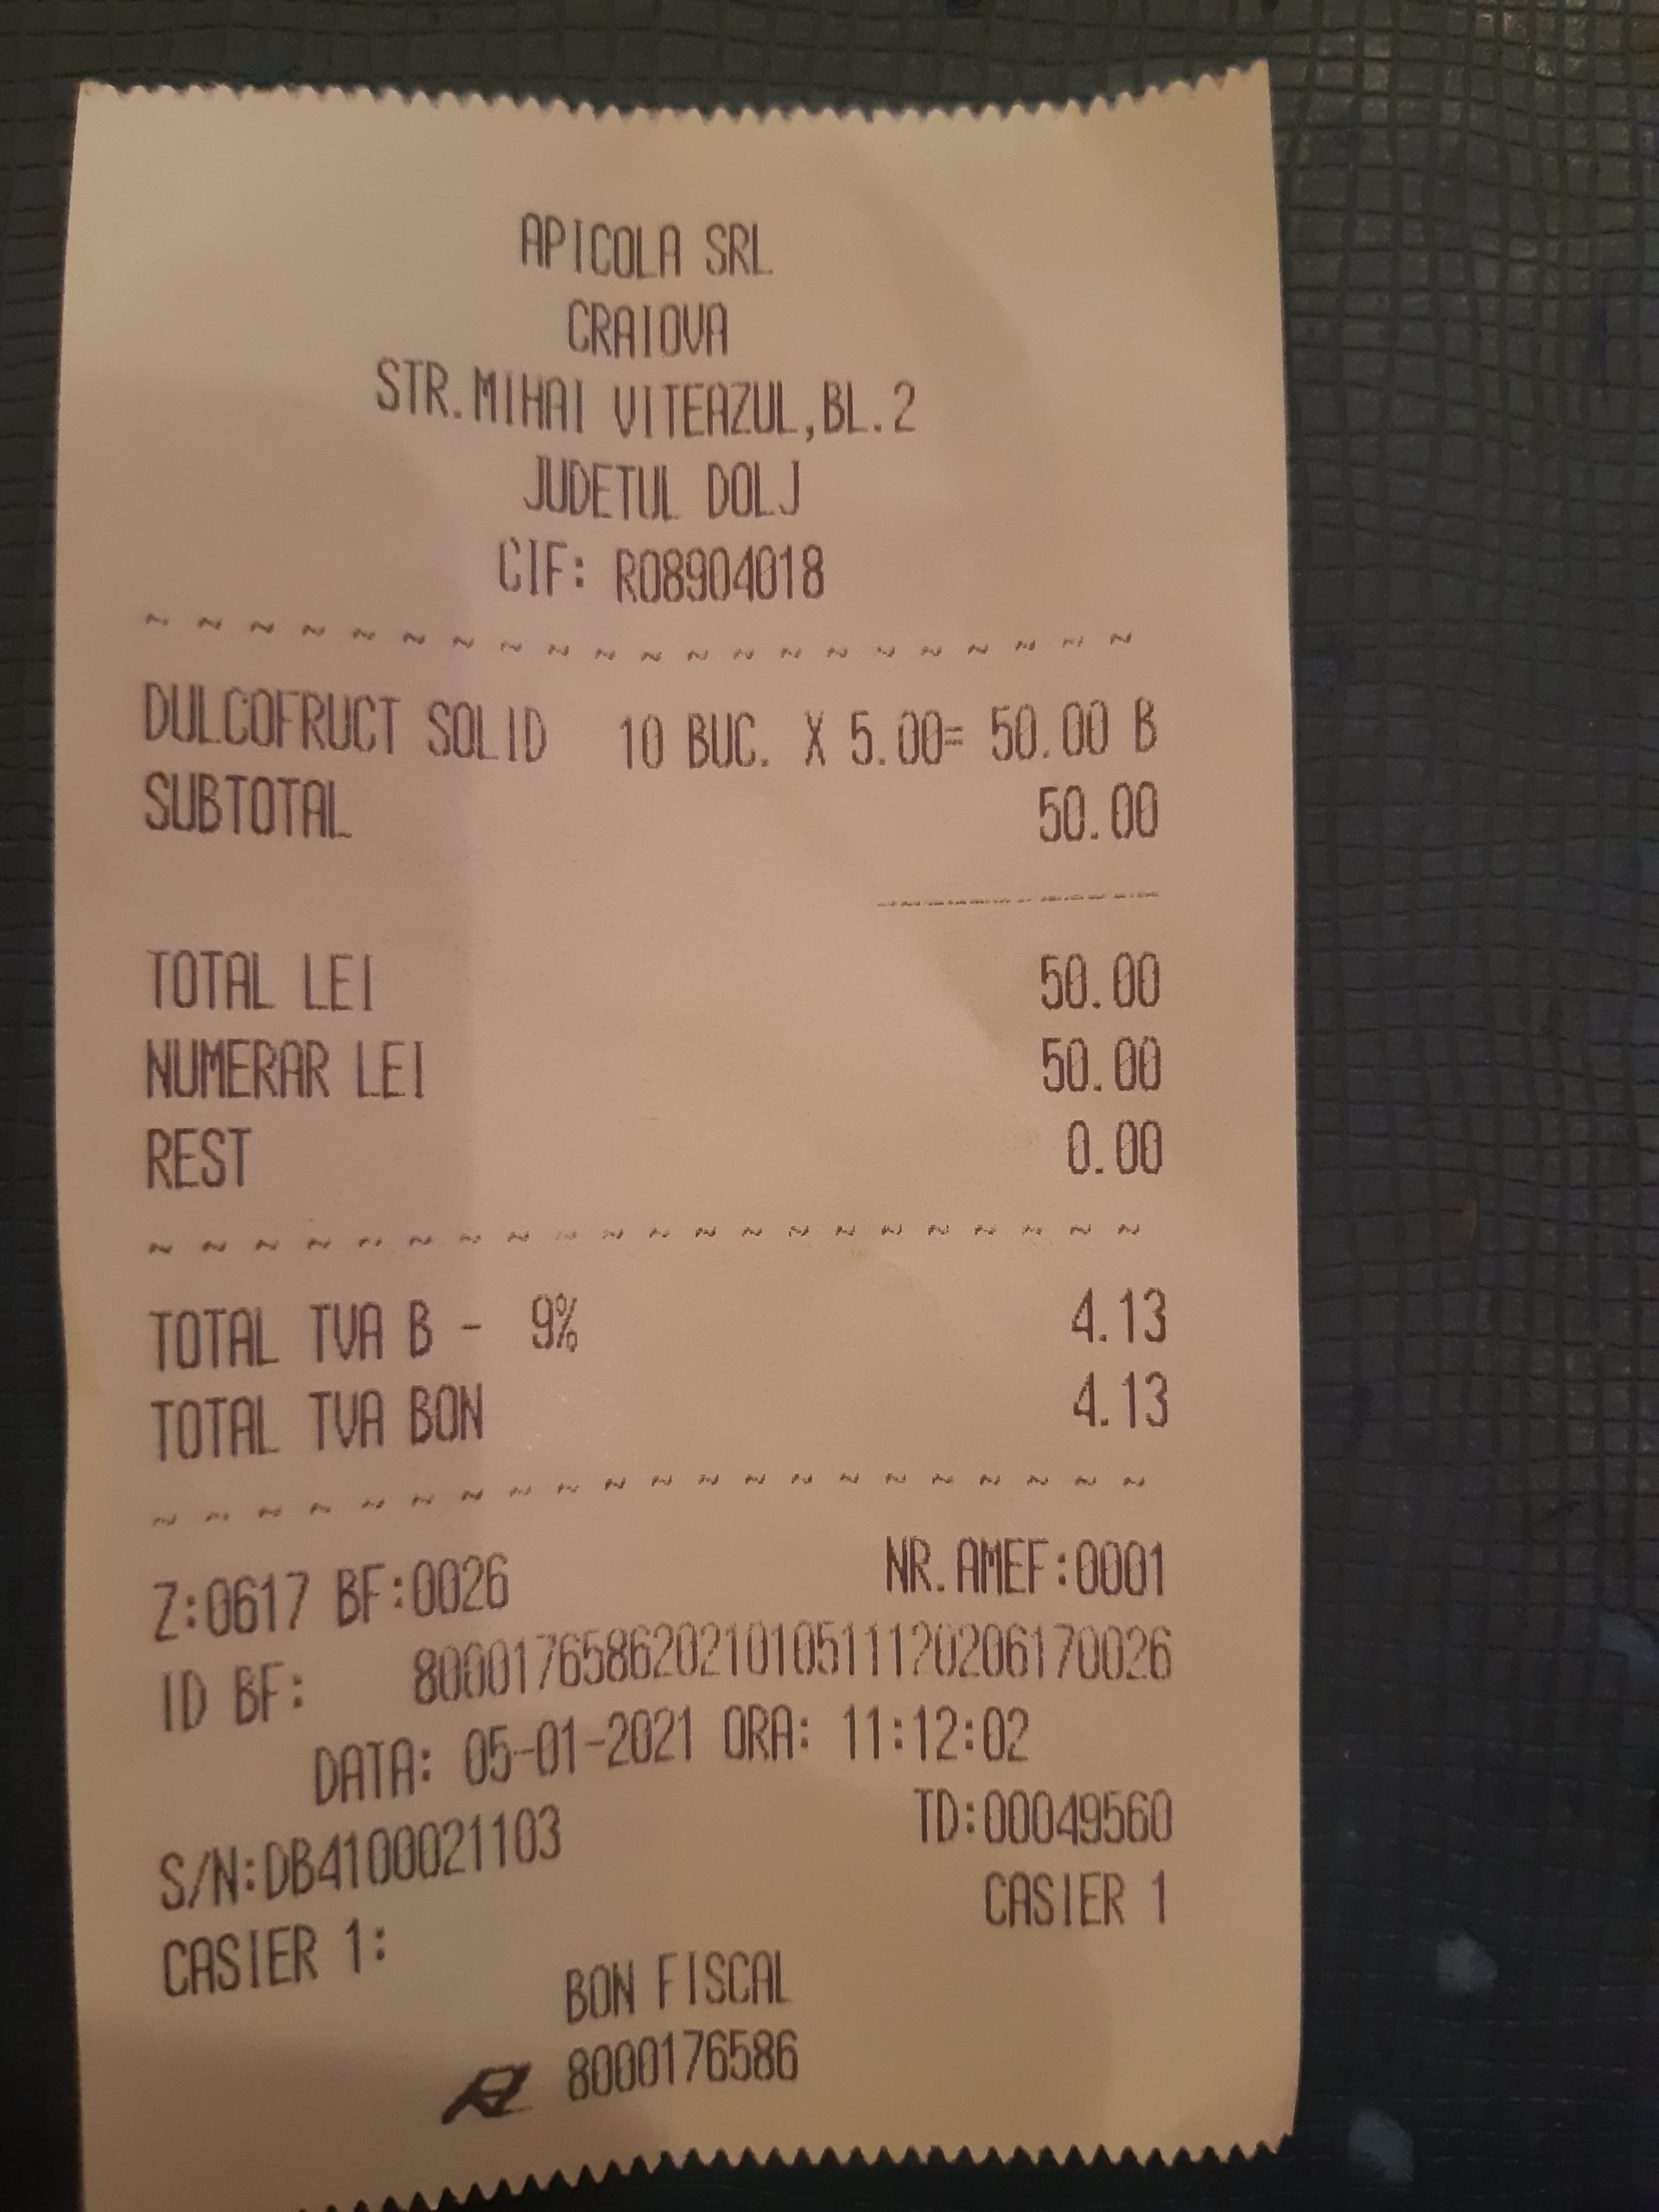 APICOLA SRL
CRAIOVA
STR.MIHAI VITEAZUL,BL.2
JUDETUL DOLJ
CIF: RO8904018
~ ~ ~ ~ ~ ~ ~ ~ ~ ~ ~ ~ ~ ~ ~ ~ ~ ~ ~ ~ ~
DULCOFRUCT SOLID 10 BUC. X 5.00= 50.00 B
SUBTOTAL 50.00
------------
TOTAL LEI 50.00
NUMERAR LEI 50.00
REST 0.00
~ ~ ~ ~ ~ ~ ~ ~ ~ ~ ~ ~ ~ ~ ~ ~ ~ ~ ~ ~ ~
TOTAL TVA B - 9% 4.13
TOTAL TVA BON 4.13
~ ~ ~ ~ ~ ~ ~ ~ ~ ~ ~ ~ ~ ~ ~ ~ ~ ~ ~ ~ ~
Z:0617 BF:0026 NR.AMEF:0001
ID BF: 80001765862021010511120206170026
DATA: 05-01-2021 ORA: 11:12:02
S/N:DB4100021103 TD:00049560
CASIER 1: CASIER 1
BON FISCAL
8000176586